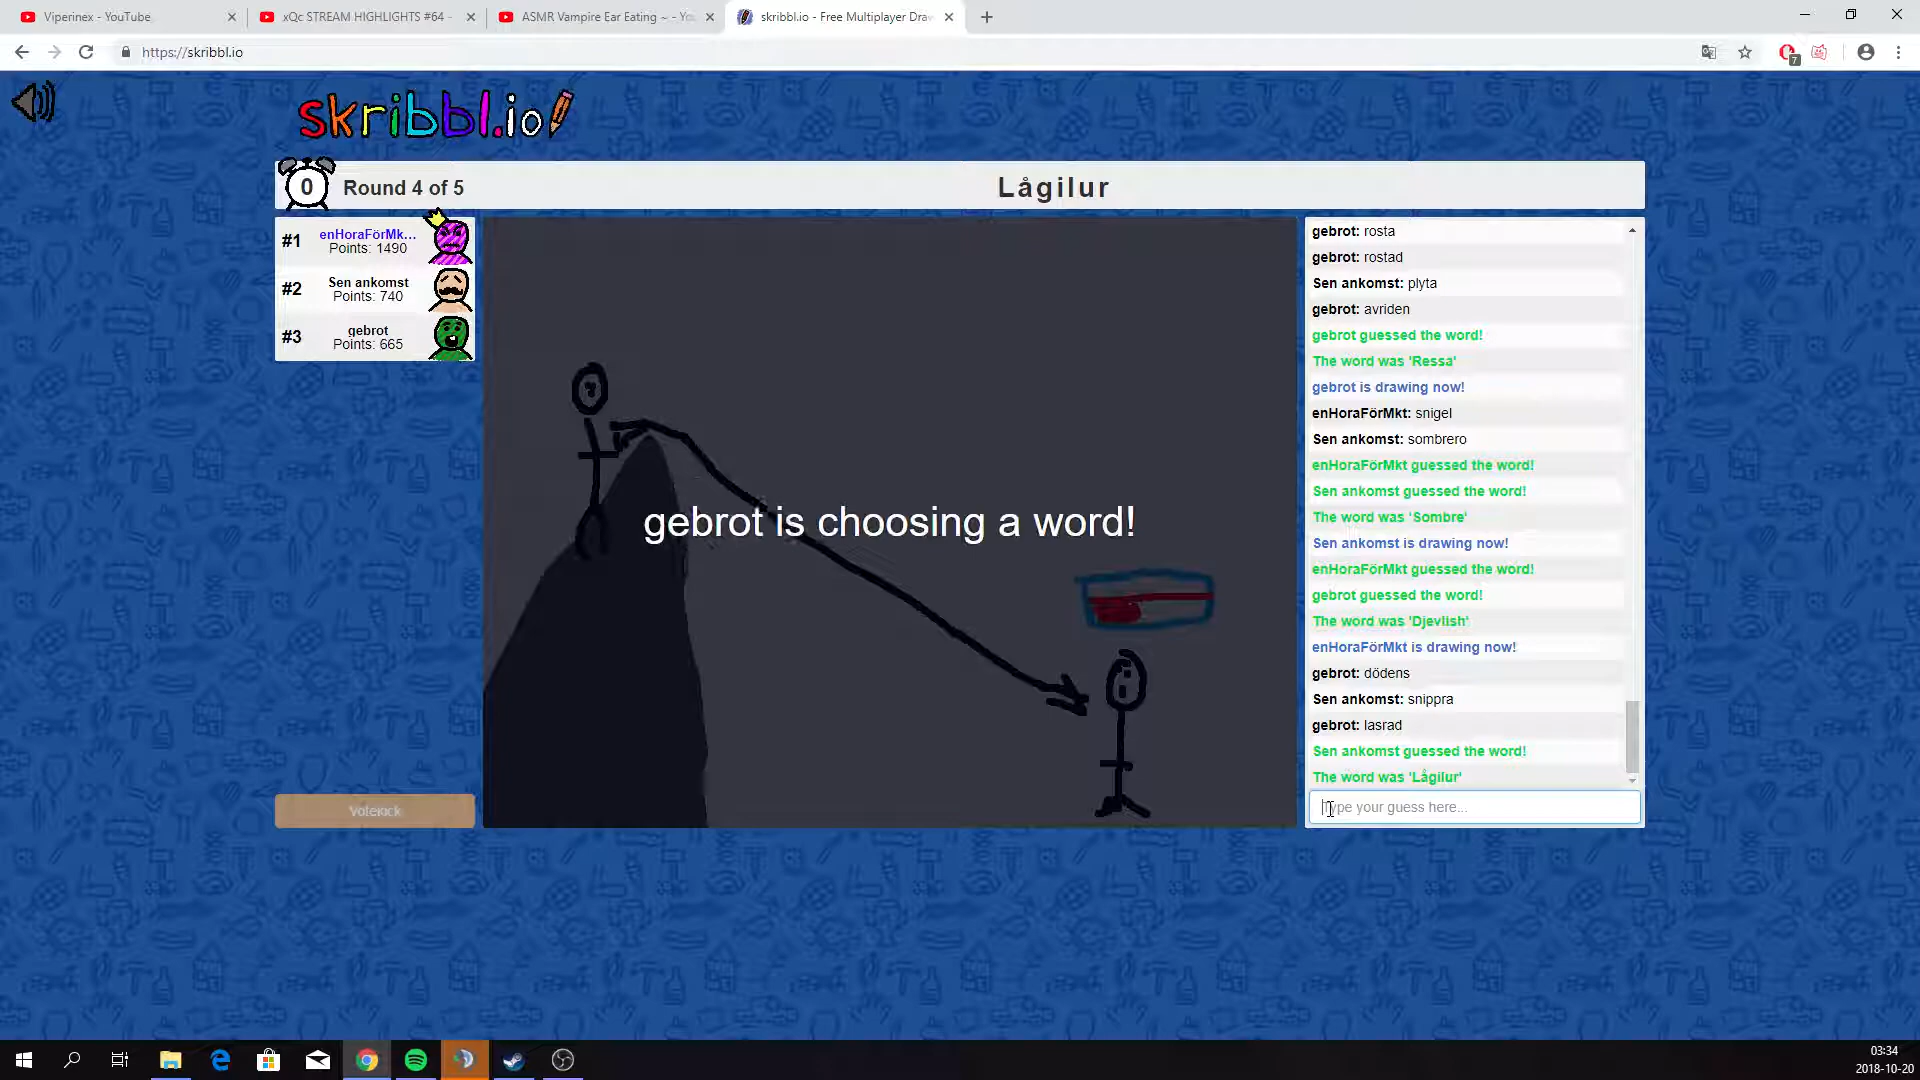 Viperinex - YouTube
xQc STREAM HIGHLIGHTS #64 -
ASMR Vampire Ear Eating ~ - Yo
skribbl.io - Free Multiplayer Draw
https://skribbl.io
7
skribbl.io
0
Round 4 of 5
Lågilur
#1
enHoraFörMk...
Points: 1490
#2
Sen ankomst
Points: 740
#3
gebrot
Points: 665
Votekick
gebrot is choosing a word!
gebrot: rosta
gebrot: rostad
Sen ankomst: plyta
gebrot: avriden
gebrot guessed the word!
The word was 'Ressa'
gebrot is drawing now!
enHoraFörMkt: snigel
Sen ankomst: sombrero
enHoraFörMkt guessed the word!
Sen ankomst guessed the word!
The word was 'Sombre'
Sen ankomst is drawing now!
enHoraFörMkt guessed the word!
gebrot guessed the word!
The word was 'Djevlish'
enHoraFörMkt is drawing now!
gebrot: dödens
Sen ankomst: snippra
gebrot: lasrad
Sen ankomst guessed the word!
The word was 'Lågilur'
Type your guess here...
03:34
2018-10-20